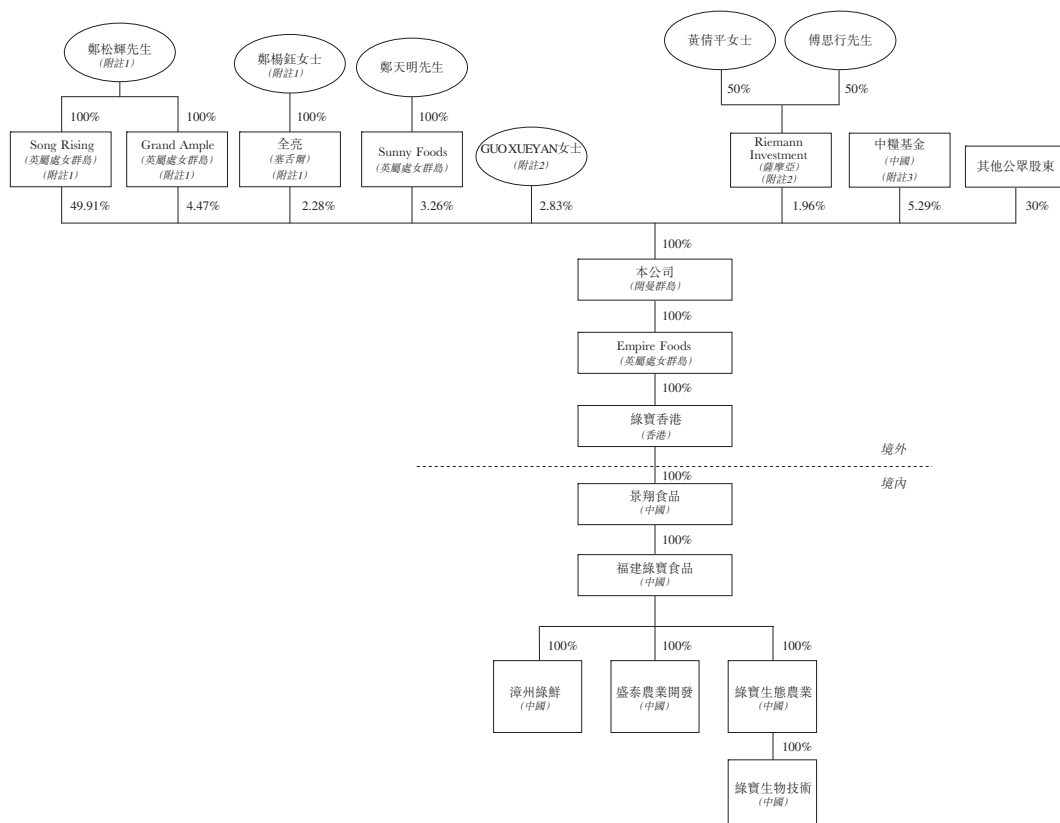 鄭松輝先生
(附註1)
鄭楊鈺女士
(附註1)
鄭天明先生
黃倩平女士
傅思行先生
100%
100%
100%
100%
50%
50%
Song Rising
(英屬處女群島)
(附註1)
Grand Ample
(英屬處女群島)
(附註1)
全亮
(塞舌爾)
(附註1)
Sunny Foods
(英屬處女群島)
GUO XUEYAN女士
(附註2)
Riemann
Investment
(薩摩亞)
(附註2)
中糧基金
(中國)
(附註3)
其他公眾股東
49.91%
4.47%
2.28%
3.26%
2.83%
1.96%
5.29%
30%
100%
本公司
(開曼群島)
100%
Empire Foods
(英屬處女群島)
100%
綠寶香港
(香港)
境外
境內
100%
景翔食品
(中國)
100%
福建綠寶食品
(中國)
100%
100%
100%
漳州綠鮮
(中國)
盛泰農業開發
(中國)
綠寶生態農業
(中國)
100%
綠寶生物技術
(中國)